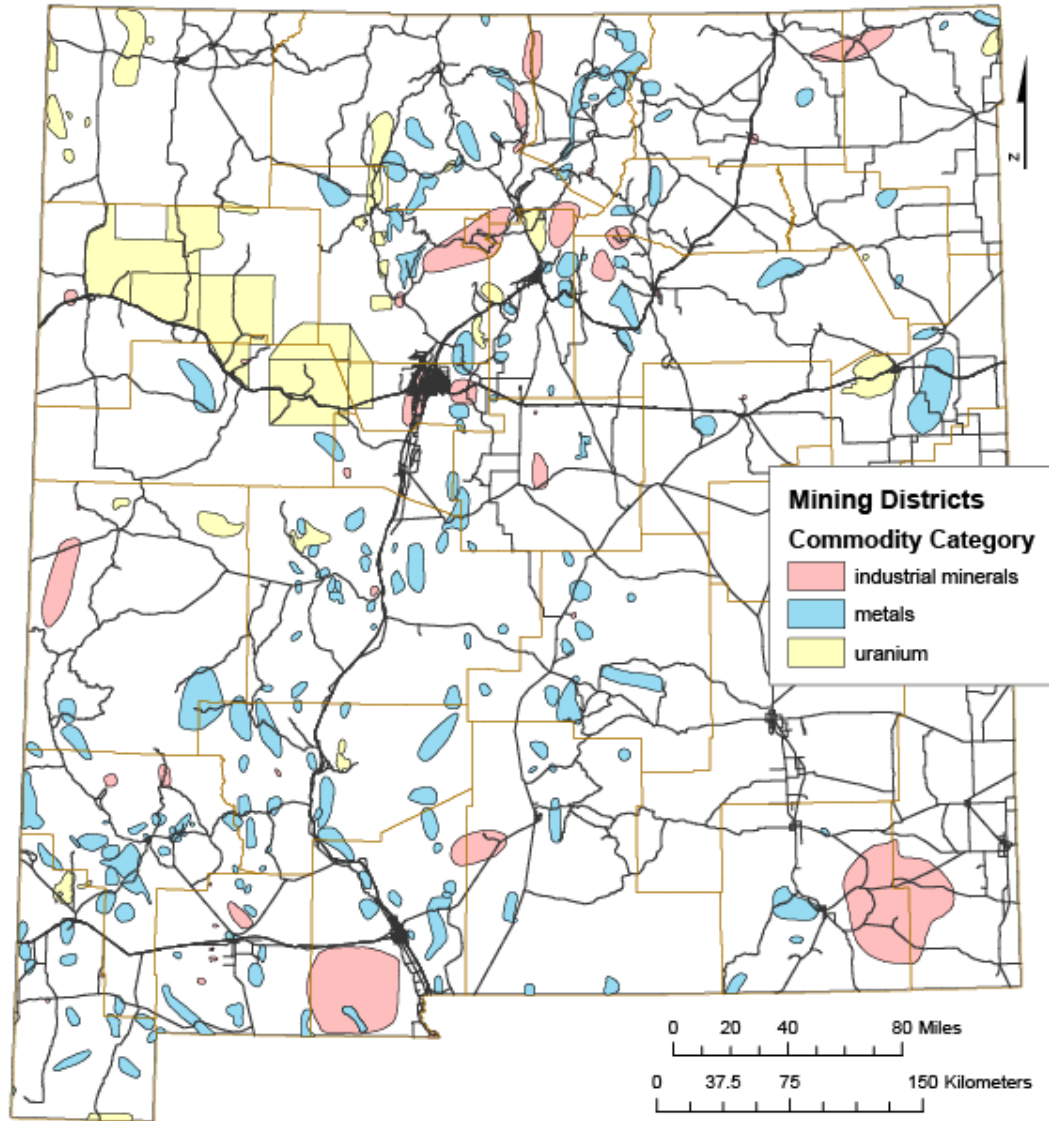 z
Mining Districts
Commodity Category
industrial minerals
metals
uranium
0 20 40 80 Miles
0 37.5 75 150 Kilometers